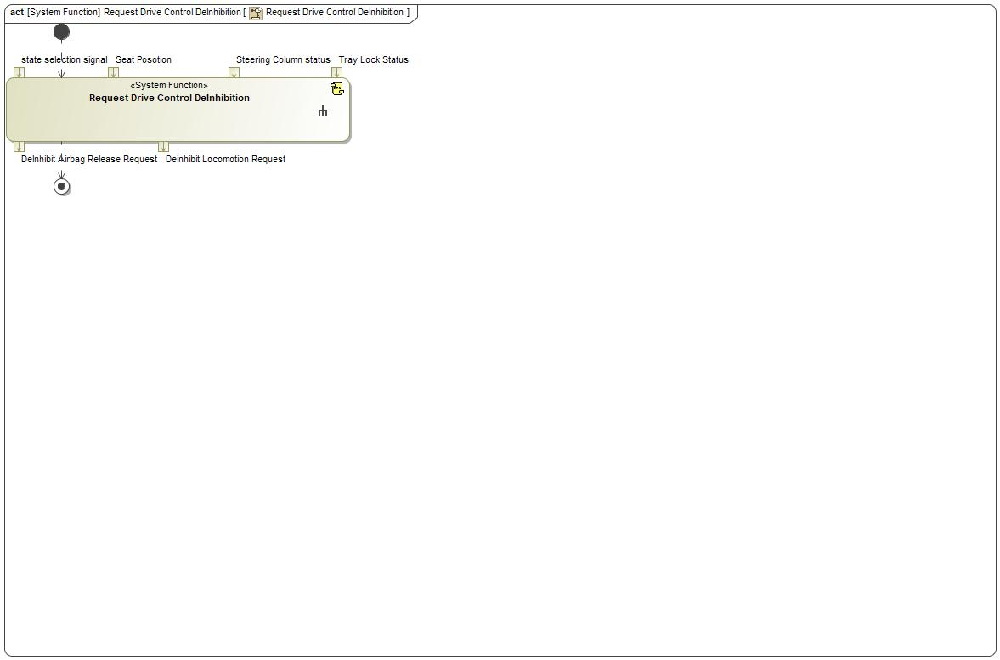 act [System Function] Request Drive Control DeInhibition [ Request Drive Control DeInhibition ]
state selection signal Seat Posotion Steering Column status Tray Lock Status
«System Function»
Request Drive Control DeInhibition
DeInhibit Airbag Release Request Deinhibit Locomotion Request